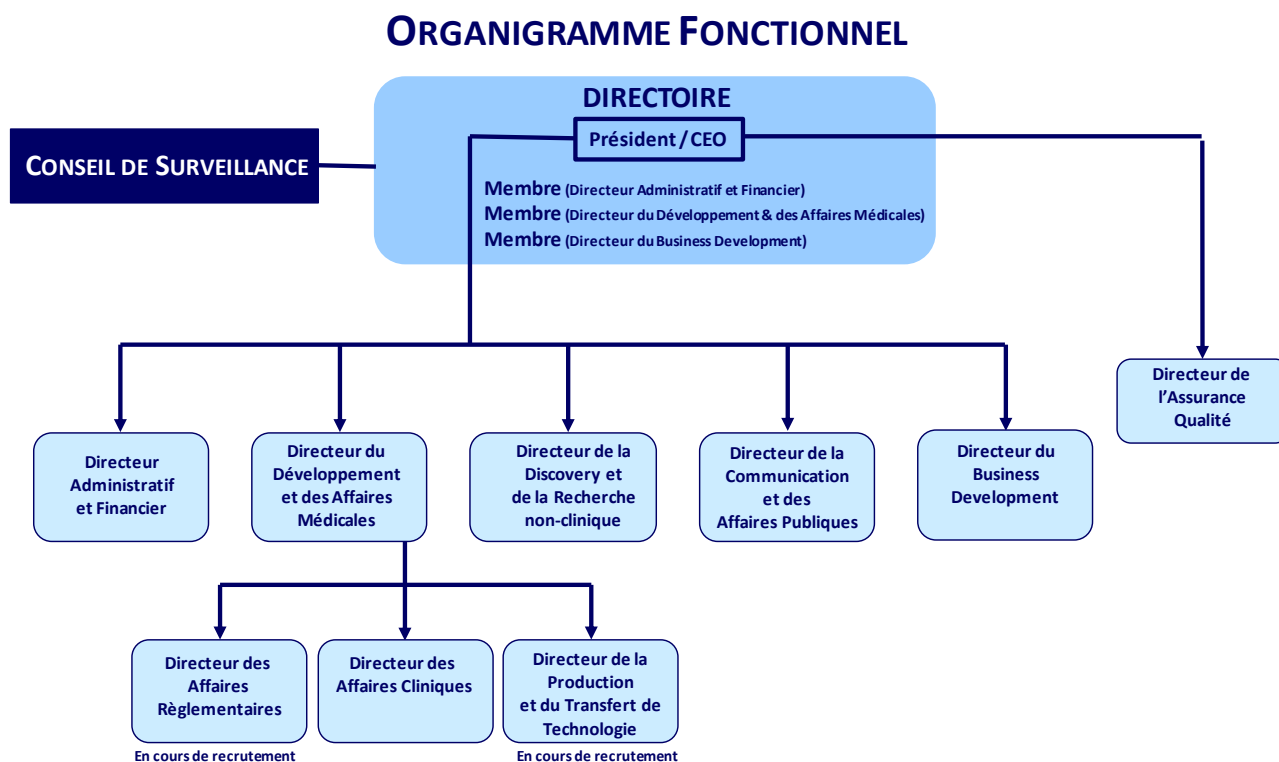 ORGANIGRAMME FONCTIONNEL
DIRECTOIRE
Président / CEO
CONSEIL DE SURVEILLANCE
Membre (Directeur Administratif et Financier)
Membre (Directeur du Développement & des Affaires Médicales)
Membre (Directeur du Business Development)
Directeur de
l'Assurance
Qualité
Directeur
Administratif
et Financier
Directeur du
Développement
et des Affaires
Médicales
Directeur de la
Discovery et
de la Recherche
non-clinique
Directeur de la
Communication
et des
Affaires Publiques
Directeur du
Business
Development
Directeur des
Affaires
Règlementaires
Directeur des
Affaires Cliniques
Directeur de la
Production
et du Transfert de
Technologie
En cours de recrutement
En cours de recrutement